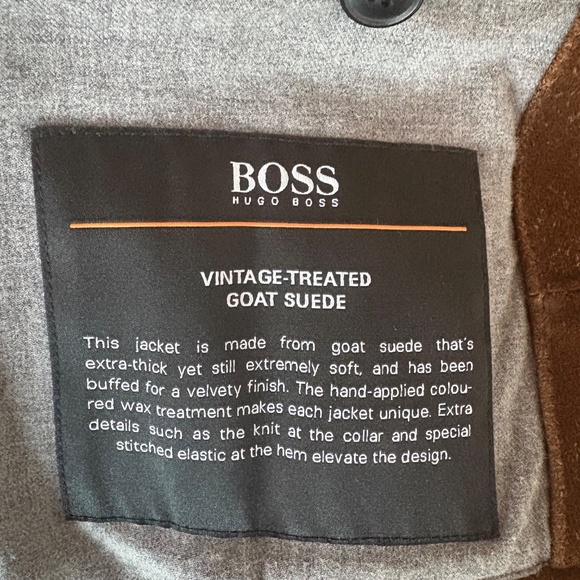 BOSS
HUGO BOSS
VINTAGE-TREATED
GOAT SUEDE
This jacket is made from goat suede that's
extra-thick yet still extremely soft, and has been
buffed for a velvety finish. The hand-applied colou-
red wax treatment makes each jacket unique. Extra
details such as the knit at the collar and special
stitched elastic at the hem elevate the design.